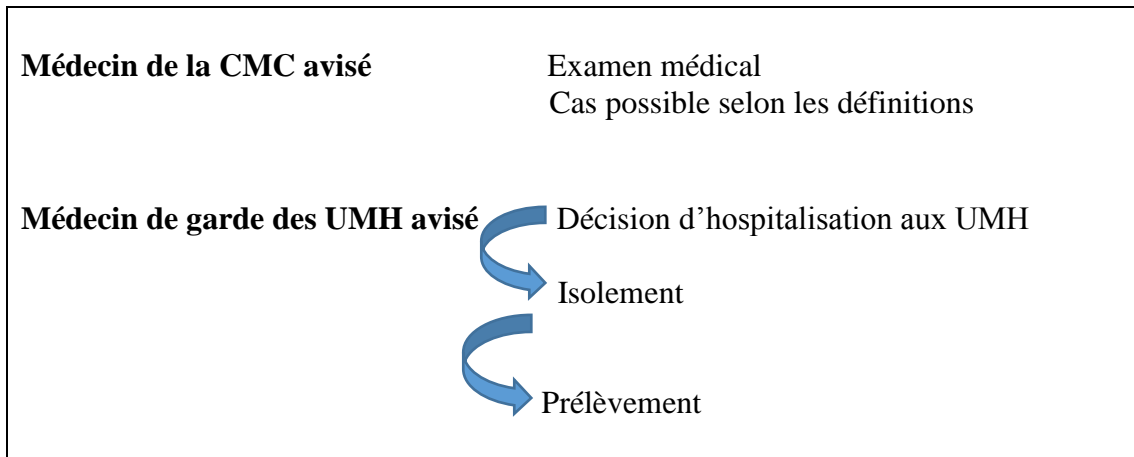 Médecin de la CMC avisé Examen médical
Cas possible selon les définitions
Médecin de garde des UMH avisé Décision d’hospitalisation aux UMH
Isolement
Prélèvement